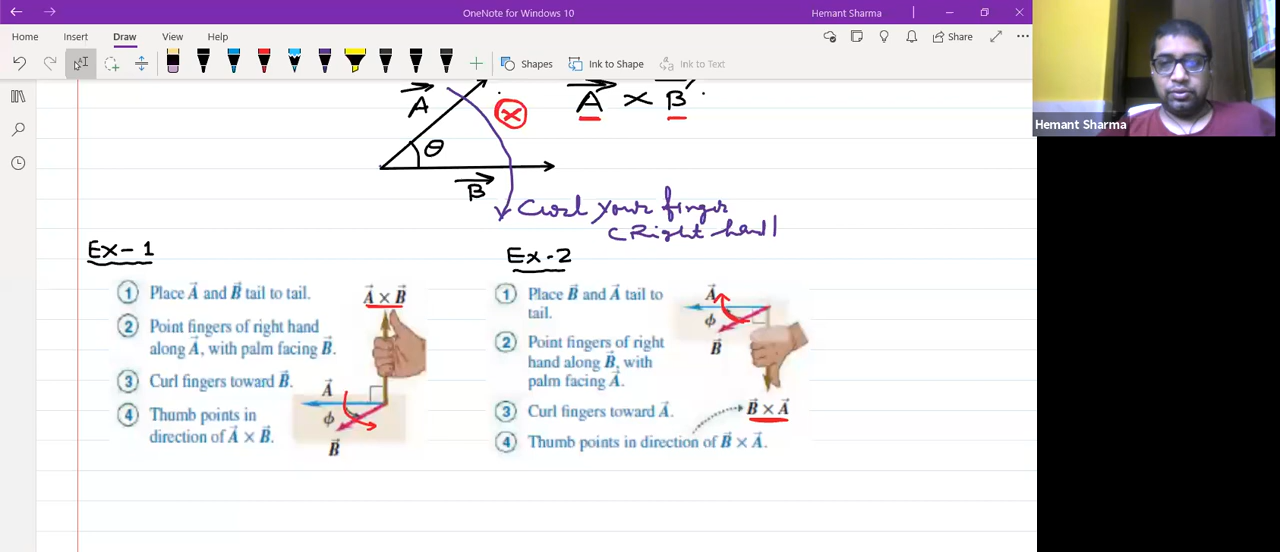 OneNote for Windows 10
Hemant Sharma
Home Insert Draw View Help
Share
Shapes Ink to Shape Ink to Text
A
θ
B
A × B
Curl your finger
(Right hand
Ex-1
① Place A⃗ and B⃗ tail to tail.
② Point fingers of right hand
along A⃗, with palm facing B⃗.
③ Curl fingers toward B⃗.
④ Thumb points in
direction of A⃗ × B⃗.
A⃗ × B⃗
A⃗
ϕ
B⃗
Ex-2
① Place B⃗ and A⃗ tail to
tail.
② Point fingers of right
hand along B⃗, with
palm facing A⃗.
③ Curl fingers toward A⃗.
④ Thumb points in direction of B⃗ × A⃗.
A⃗
ϕ
B⃗
B⃗ × A⃗
Hemant Sharma